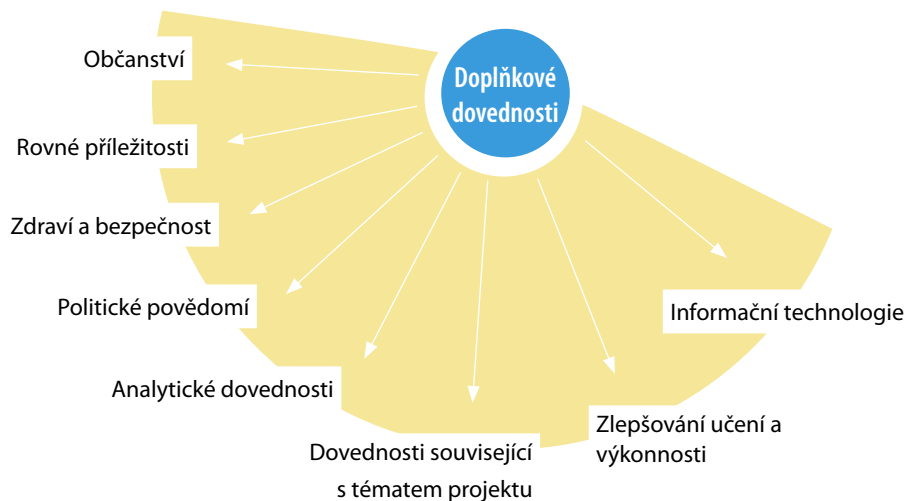 Doplňkové
dovednosti
Občanství
Rovné příležitosti
Zdraví a bezpečnost
Politické povědomí
Analytické dovednosti
Dovednosti související
s tématem projektu
Zlepšování učení a
výkonnosti
Informační technologie